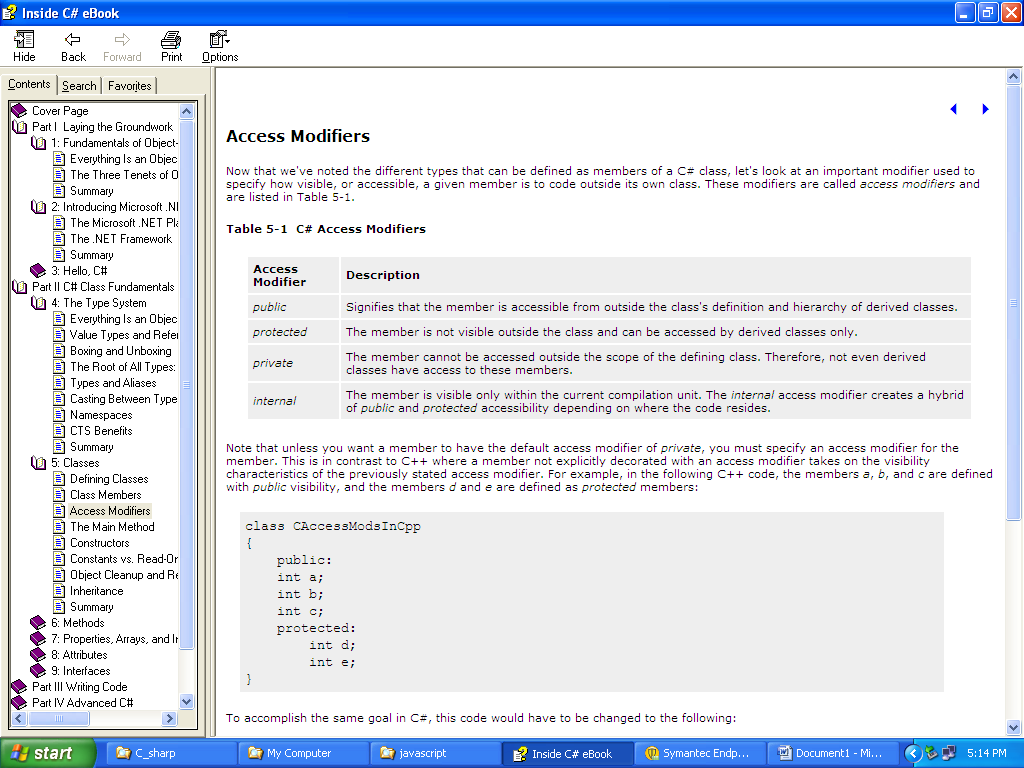 Inside C# eBook
Hide Back Forward Print Options
Contents Search Favorites
Cover Page
Part I Laying the Groundwork
1: Fundamentals of Object-
Everything Is an Objec
The Three Tenets of O
Summary
2: Introducing Microsoft .NI
The Microsoft .NET Pla
The .NET Framework
Summary
3: Hello, C#
Part II C# Class Fundamentals
4: The Type System
Everything Is an Objec
Value Types and Refer
Boxing and Unboxing
The Root of All Types:
Types and Aliases
Casting Between Type
Namespaces
CTS Benefits
Summary
5: Classes
Defining Classes
Class Members
Access Modifiers
The Main Method
Constructors
Constants vs. Read-Or
Object Cleanup and Re
Inheritance
Summary
6: Methods
7: Properties, Arrays, and In
8: Attributes
9: Interfaces
Part III Writing Code
Part IV Advanced C#
Access Modifiers
Now that we've noted the different types that can be defined as members of a C# class, let's look at an important modifier used to
specify how visible, or accessible, a given member is to code outside its own class. These modifiers are called access modifiers and
are listed in Table 5-1.
Table 5-1 C# Access Modifiers
Access
Modifier
Description
public
Signifies that the member is accessible from outside the class's definition and hierarchy of derived classes.
protected
The member is not visible outside the class and can be accessed by derived classes only.
private
The member cannot be accessed outside the scope of the defining class. Therefore, not even derived
classes have access to these members.
internal
The member is visible only within the current compilation unit. The internal access modifier creates a hybrid
of public and protected accessibility depending on where the code resides.
Note that unless you want a member to have the default access modifier of private, you must specify an access modifier for the
member. This is in contrast to C++ where a member not explicitly decorated with an access modifier takes on the visibility
characteristics of the previously stated access modifier. For example, in the following C++ code, the members a, b, and c are defined
with public visibility, and the members d and e are defined as protected members:
class CAccessModsInCpp
{
public:
int a;
int b;
int c;
protected:
int d;
int e;
}
To accomplish the same goal in C#, this code would have to be changed to the following:
start C_sharp My Computer javascript Inside C# eBook Symantec Endp... Document1 - Mi... 5:14 PM